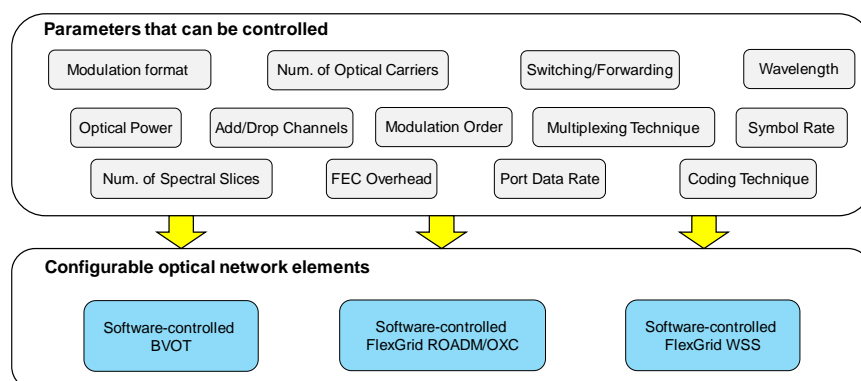 Parameters that can be controlled
Modulation format
Num. of Optical Carriers
Switching/Forwarding
Wavelength
Optical Power
Add/Drop Channels
Modulation Order
Multiplexing Technique
Symbol Rate
Num. of Spectral Slices
FEC Overhead
Port Data Rate
Coding Technique
Configurable optical network elements
Software-controlled
BVOT
Software-controlled
FlexGrid ROADM/OXC
Software-controlled
FlexGrid WSS